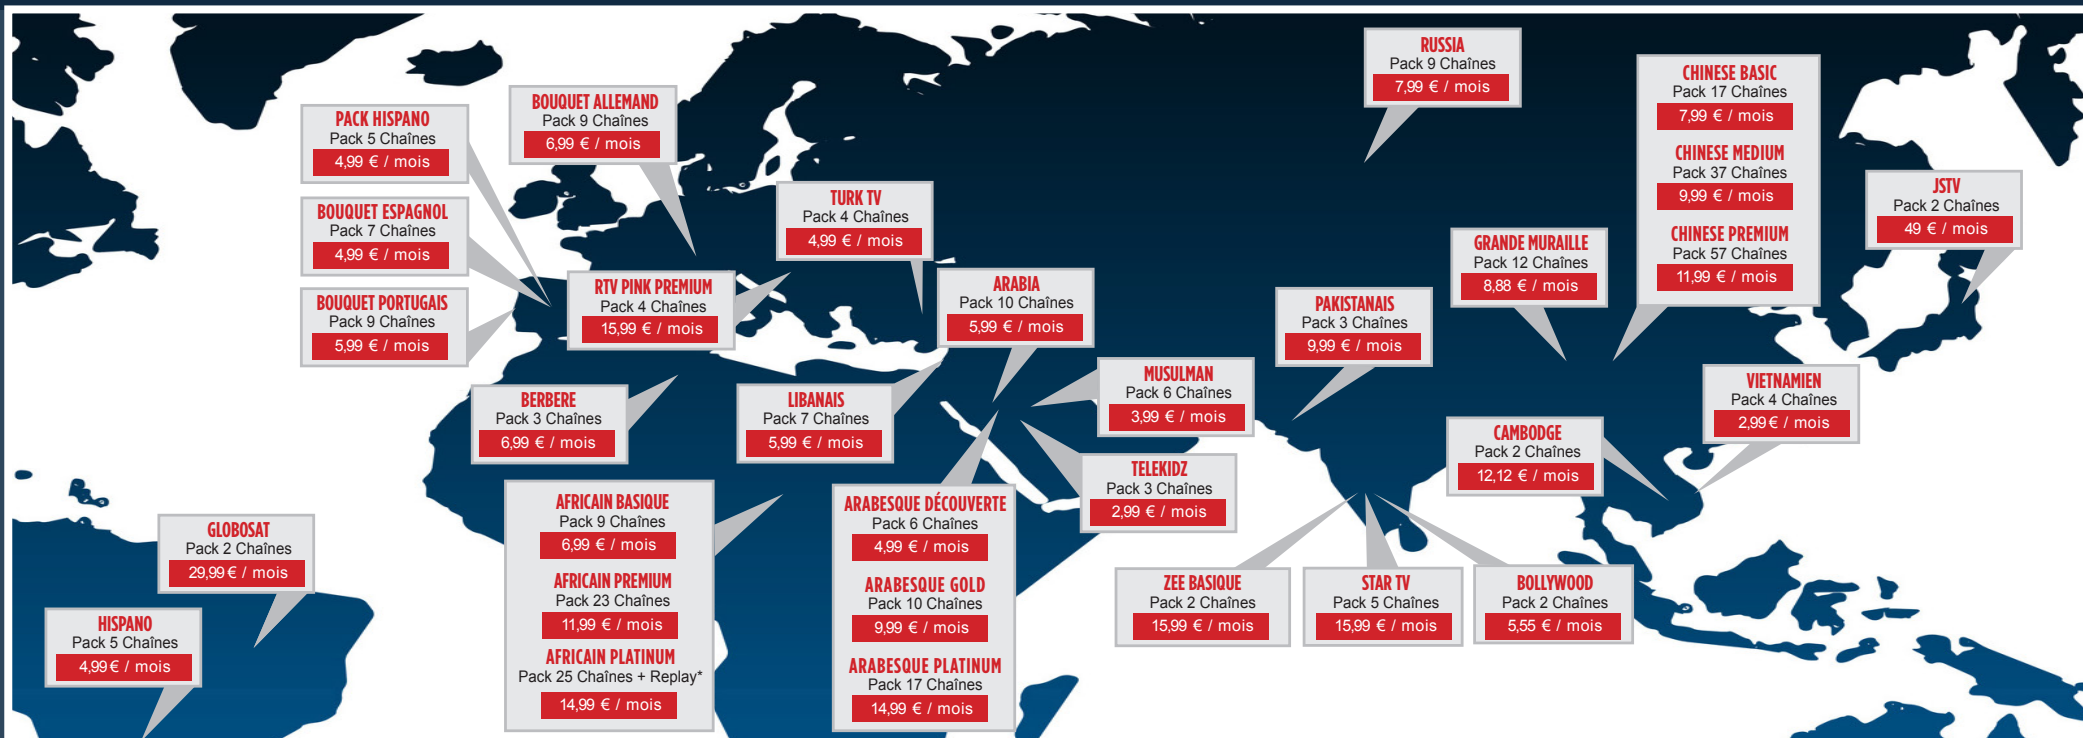 PACK HISPANO
Pack 5 Chaînes
4,99 € / mois
BOUQUET ESPAGNOL
Pack 7 Chaînes
4,99 € / mois
BOUQUET PORTUGAIS
Pack 9 Chaînes
5,99 € / mois
BOUQUET ALLEMAND
Pack 9 Chaînes
6,99 € / mois
RTV PINK PREMIUM
Pack 4 Chaînes
15,99 € / mois
TURK TV
Pack 4 Chaînes
4,99 € / mois
ARABIA
Pack 10 Chaînes
5,99 € / mois
RUSSIA
Pack 9 Chaînes
7,99 € / mois
CHINESE BASIC
Pack 17 Chaînes
7,99 € / mois
CHINESE MEDIUM
Pack 37 Chaînes
9,99 € / mois
CHINESE PREMIUM
Pack 57 Chaînes
11,99 € / mois
JSTV
Pack 2 Chaînes
49 € / mois
GRANDE MURAILLE
Pack 12 Chaînes
8,88 € / mois
PAKISTANAIS
Pack 3 Chaînes
9,99 € / mois
BERBERE
Pack 3 Chaînes
6,99 € / mois
LIBANAIS
Pack 7 Chaînes
5,99 € / mois
MUSULMAN
Pack 6 Chaînes
3,99 € / mois
TELEKIDZ
Pack 3 Chaînes
2,99 € / mois
VIETNAMIEN
Pack 4 Chaînes
2,99 € / mois
CAMBODGE
Pack 2 Chaînes
12,12 € / mois
GLOBOSAT
Pack 2 Chaînes
29,99 € / mois
HISPANO
Pack 5 Chaînes
4,99 € / mois
AFRICAIN BASIQUE
Pack 9 Chaînes
6,99 € / mois
AFRICAIN PREMIUM
Pack 23 Chaînes
11,99 € / mois
AFRICAIN PLATINUM
Pack 25 Chaînes + Replay*
14,99 € / mois
ARABESQUE DÉCOUVERTE
Pack 6 Chaînes
4,99 € / mois
ARABESQUE GOLD
Pack 10 Chaînes
9,99 € / mois
ARABESQUE PLATINUM
Pack 17 Chaînes
14,99 € / mois
ZEE BASIQUE
Pack 2 Chaînes
15,99 € / mois
STAR TV
Pack 5 Chaînes
15,99 € / mois
BOLLYWOOD
Pack 2 Chaînes
5,55 € / mois